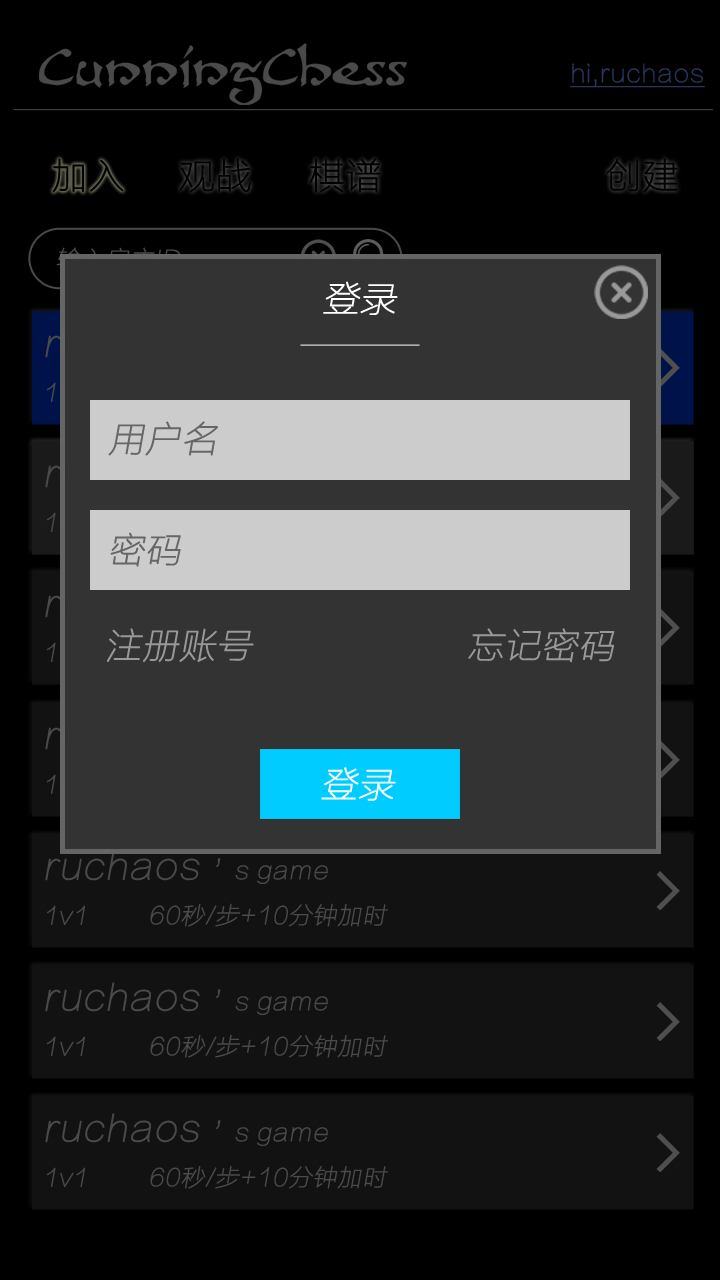 CunningChess
hi,ruchaos
加入 观战 棋谱 创建
登录
用户名
密码
注册账号 忘记密码
登录
ruchaos ' s game
1v1 60秒/步+10分钟加时
ruchaos ' s game
1v1 60秒/步+10分钟加时
ruchaos ' s game
1v1 60秒/步+10分钟加时